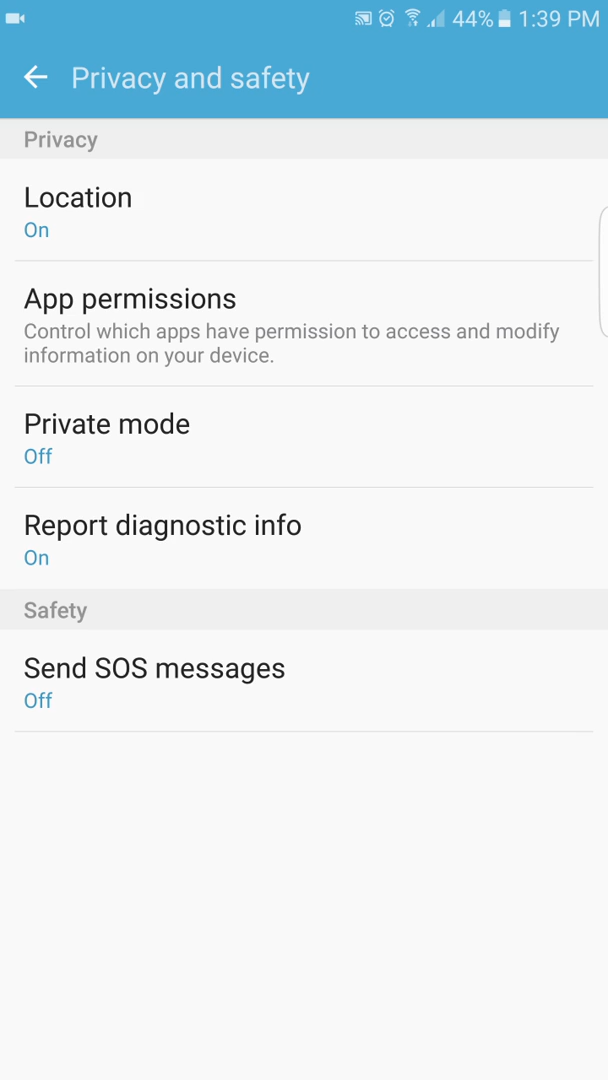 44% 1:39 PM
Privacy and safety
Privacy
Location
On
App permissions
Control which apps have permission to access and modify
information on your device.
Private mode
Off
Report diagnostic info
On
Safety
Send SOS messages
Off